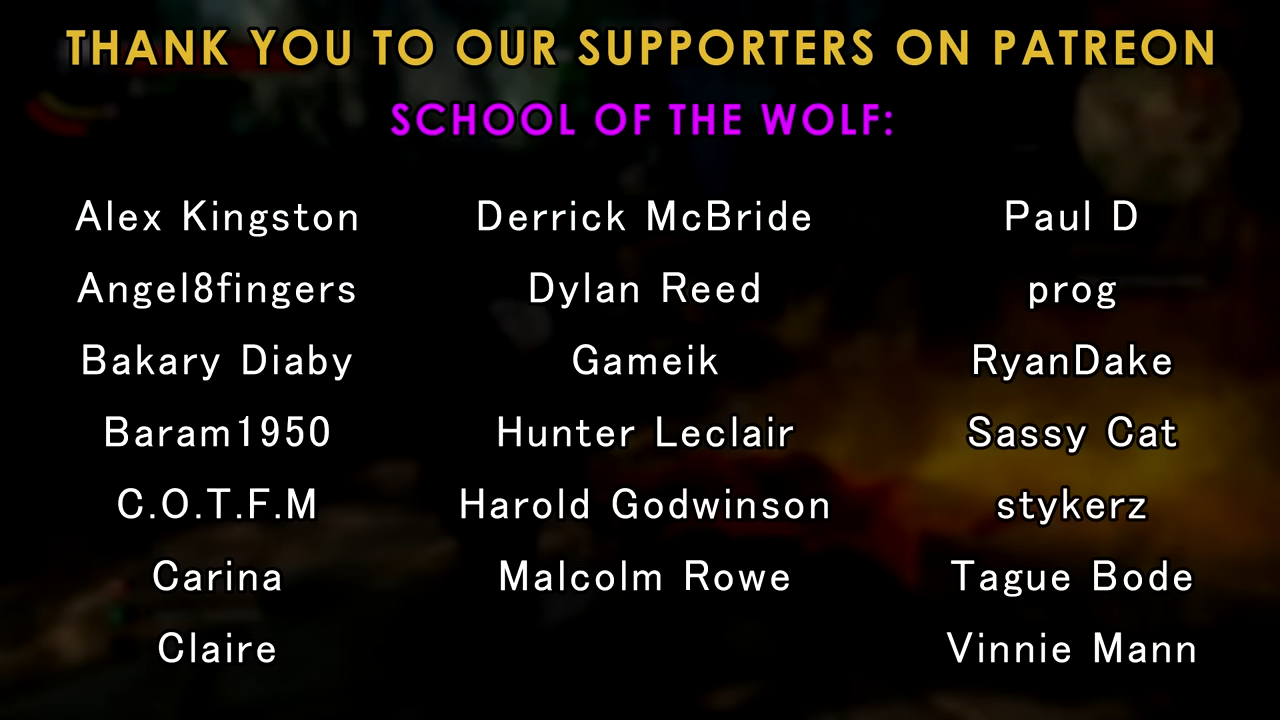 THANK YOU TO OUR SUPPORTERS ON PATREON
SCHOOL OF THE WOLF:
Alex Kingston
Angel8fingers
Bakary Diaby
Baram1950
C.O.T.F.M
Carina
Claire
Derrick McBride
Dylan Reed
Gameik
Hunter Leclair
Harold Godwinson
Malcolm Rowe
Paul D
prog
RyanDake
Sassy Cat
stykerz
Tague Bode
Vinnie Mann